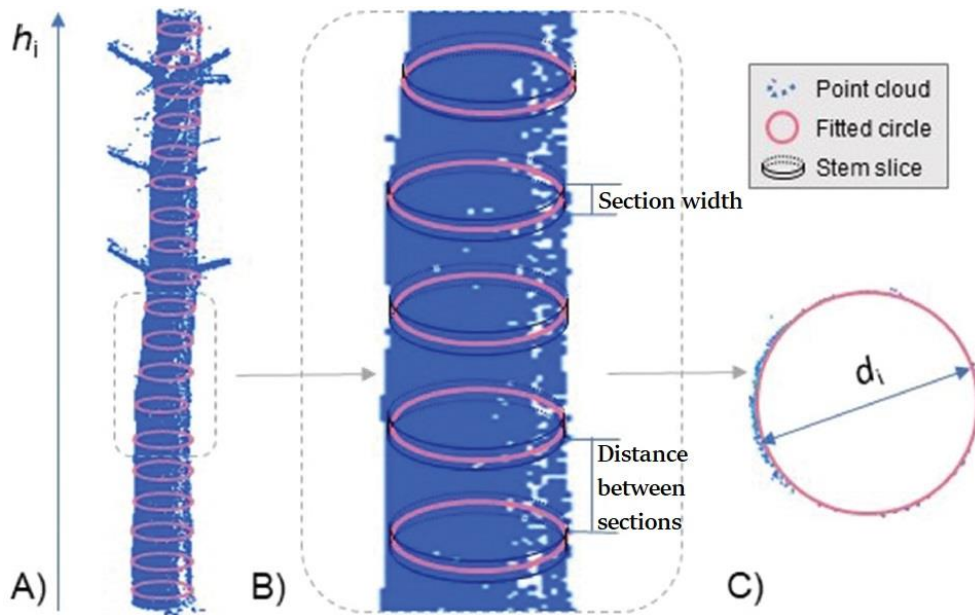 hi
Point cloud
Fitted circle
Stem slice
Section width
Distance
between
sections
di
A)
B)
C)